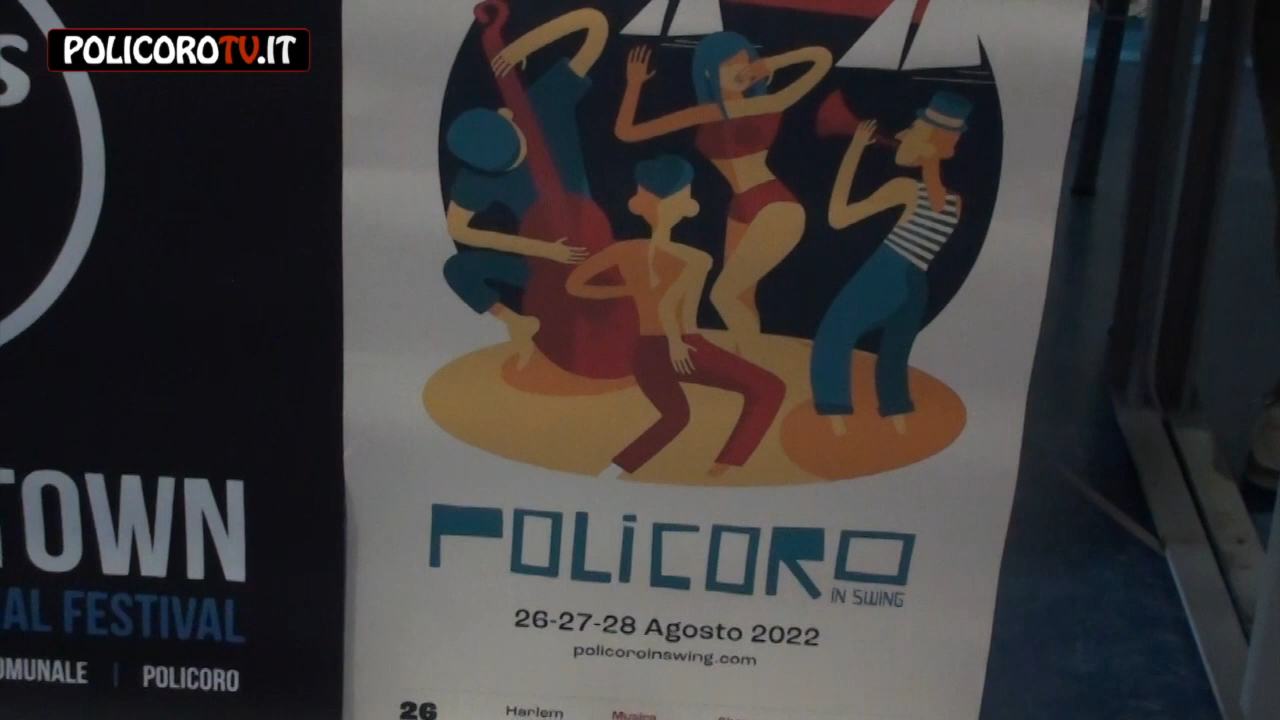 POLICOROTV.IT
S
TOWN
AL FESTIVAL
OMUNALE | POLICORO
POLiCORO
IN SWING
26-27-28 Agosto 2022
policoroinswing.com
26 Harlem Musica